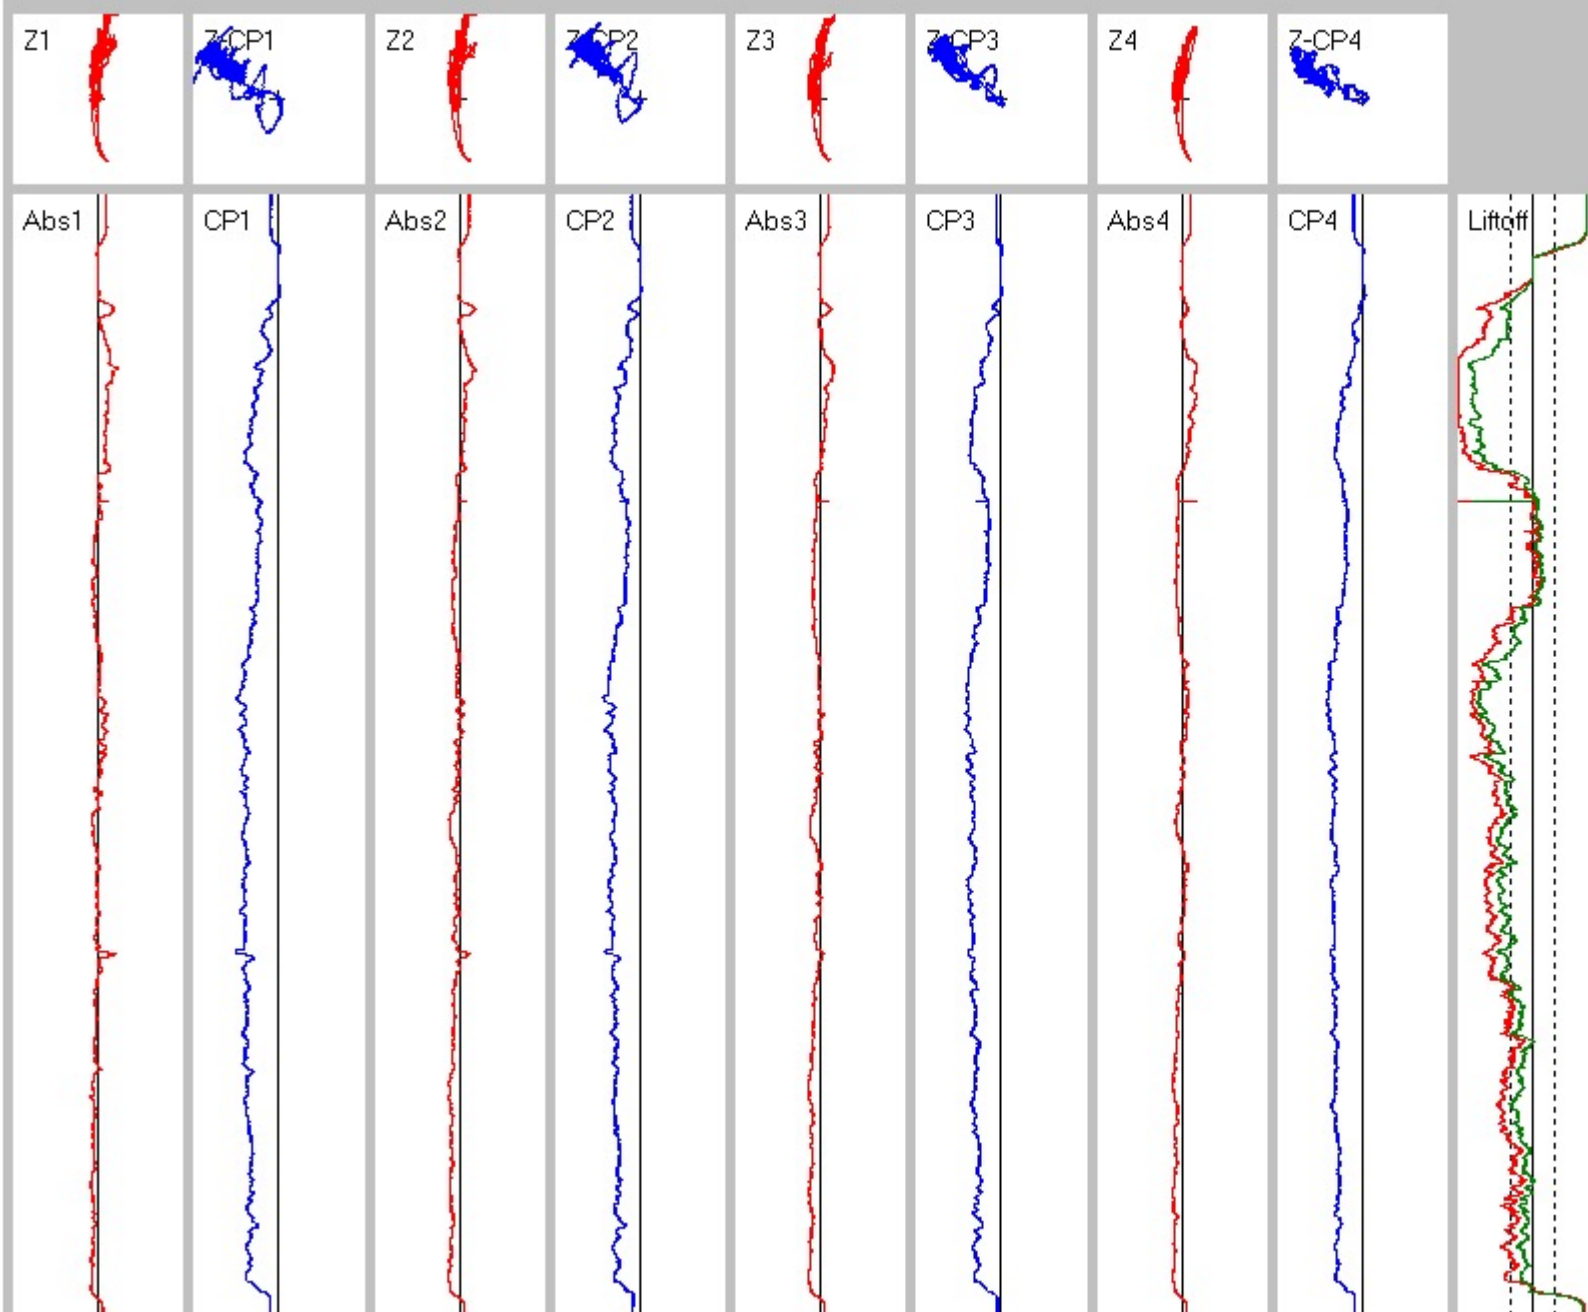 Z1
Z-CP1
Z2
Z-CP2
Z3
Z-CP3
Z4
Z-CP4
Abs1
CP1
Abs2
CP2
Abs3
CP3
Abs4
CP4
Liftoff